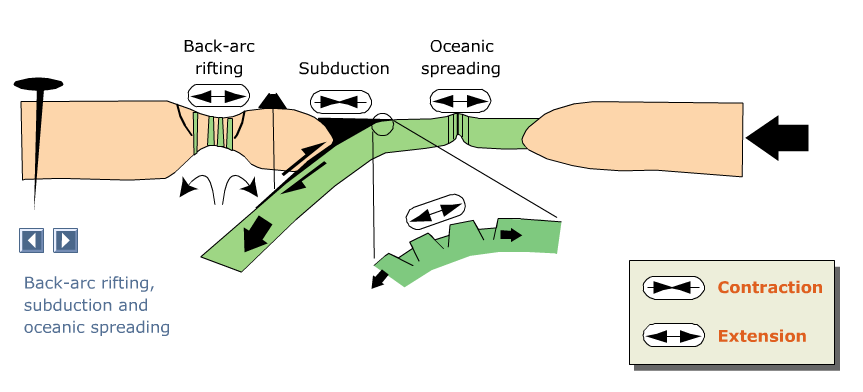 Back-arc
rifting
Subduction
Oceanic
spreading
Back-arc rifting,
subduction and
oceanic spreading
Contraction
Extension